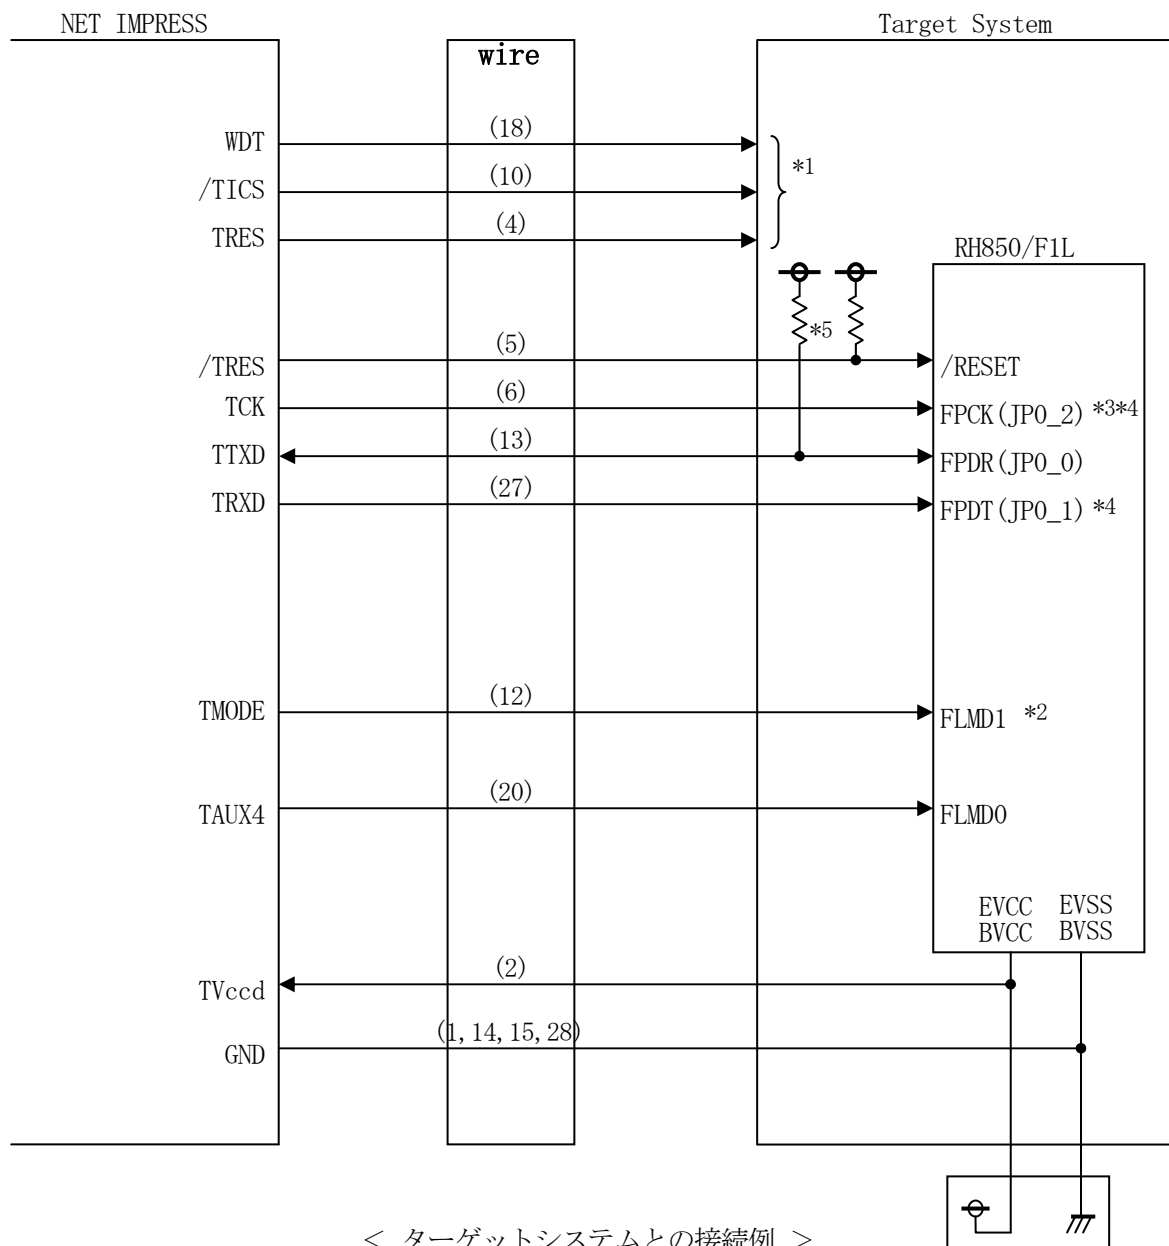 NET IMPRESS
Target System
wire
WDT
(18)
*1
/TICS
(10)
TRES
(4)
RH850/F1L
*5
/TRES
(5)
/RESET
TCK
(6)
FPCK(JP0_2) *3*4
TTXD
(13)
FPDR(JP0_0)
TRXD
(27)
FPDT(JP0_1) *4
TMODE
(12)
FLMD1 *2
TAUX4
(20)
FLMD0
EVCC EVSS
BVCC BVSS
TVccd
(2)
GND
(1,14,15,28)
< ターゲットシステムとの接続例 >